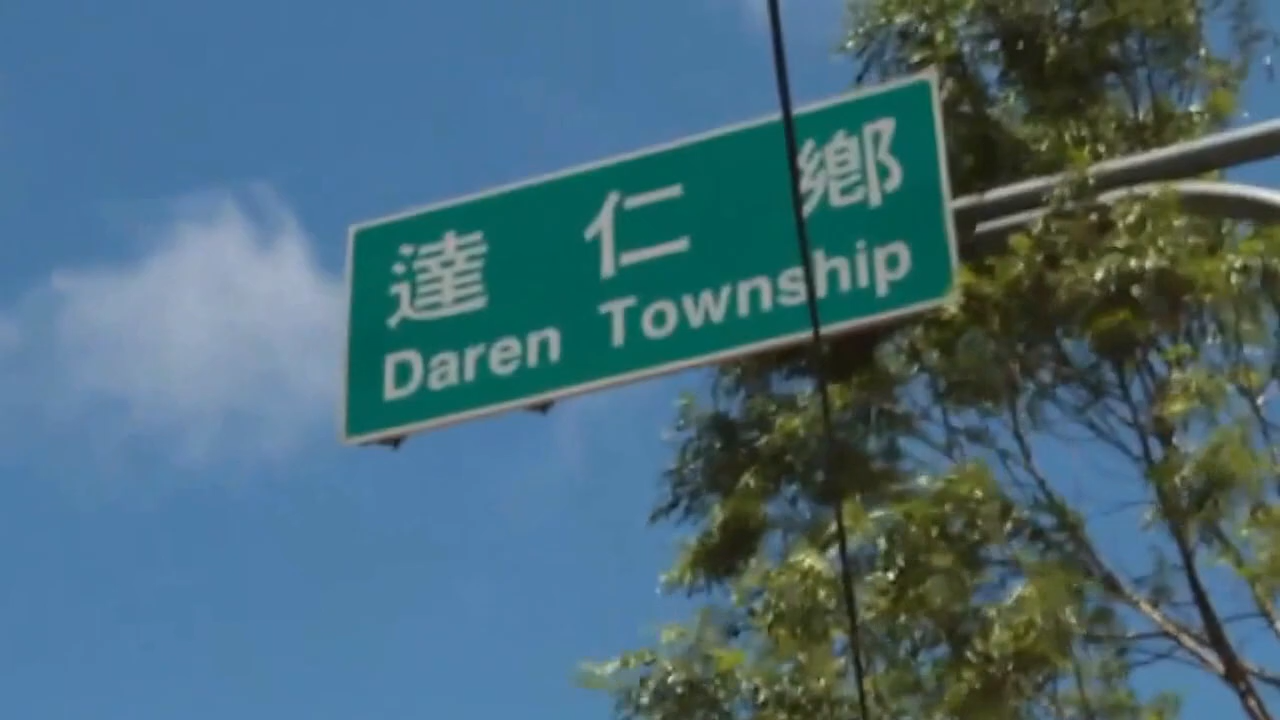 達仁鄉
Daren Township